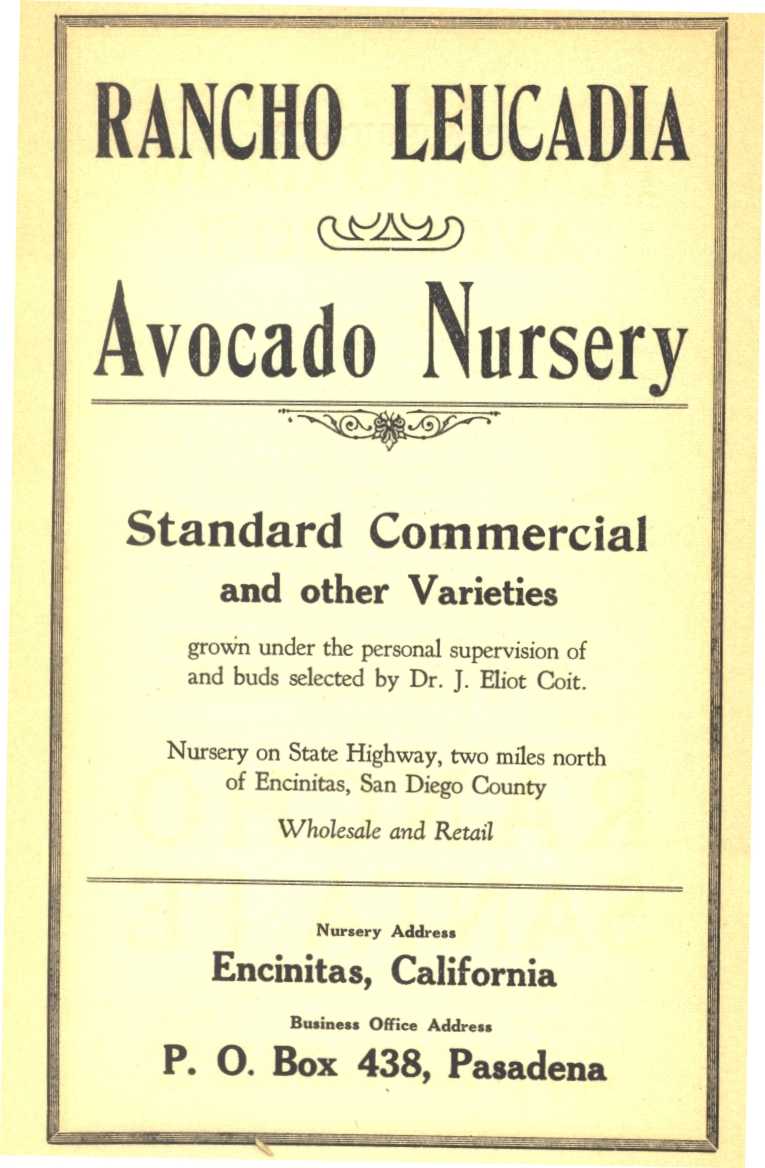 RANCHO LEUCADIA
Avocado Nursery
Standard Commercial
and other Varieties
grown under the personal supervision of
and buds selected by Dr. J. Eliot Coit.
Nursery on State Highway, two miles north
of Encinitas, San Diego County
Wholesale and Retail
Nursery Address
Encinitas, California
Business Office Address
P. O. Box 438, Pasadena